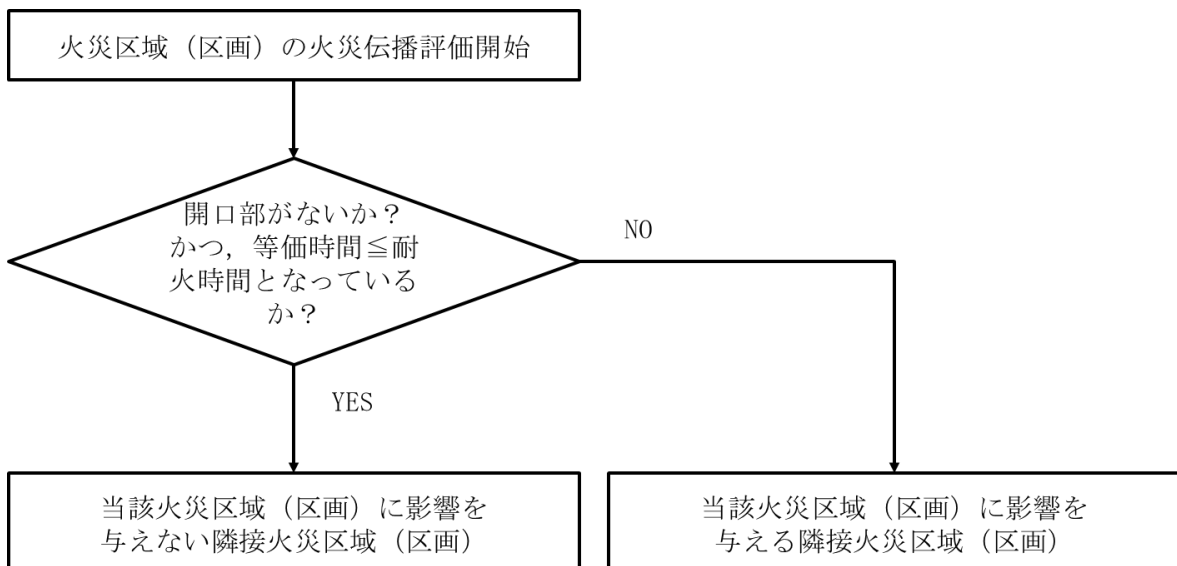 火災区域（区画）の火災伝播評価開始
開口部がないか？
かつ，等価時間≦耐
火時間となっている
か？
NO
YES
当該火災区域（区画）に影響を
与えない隣接火災区域（区画）
当該火災区域（区画）に影響を
与える隣接火災区域（区画）